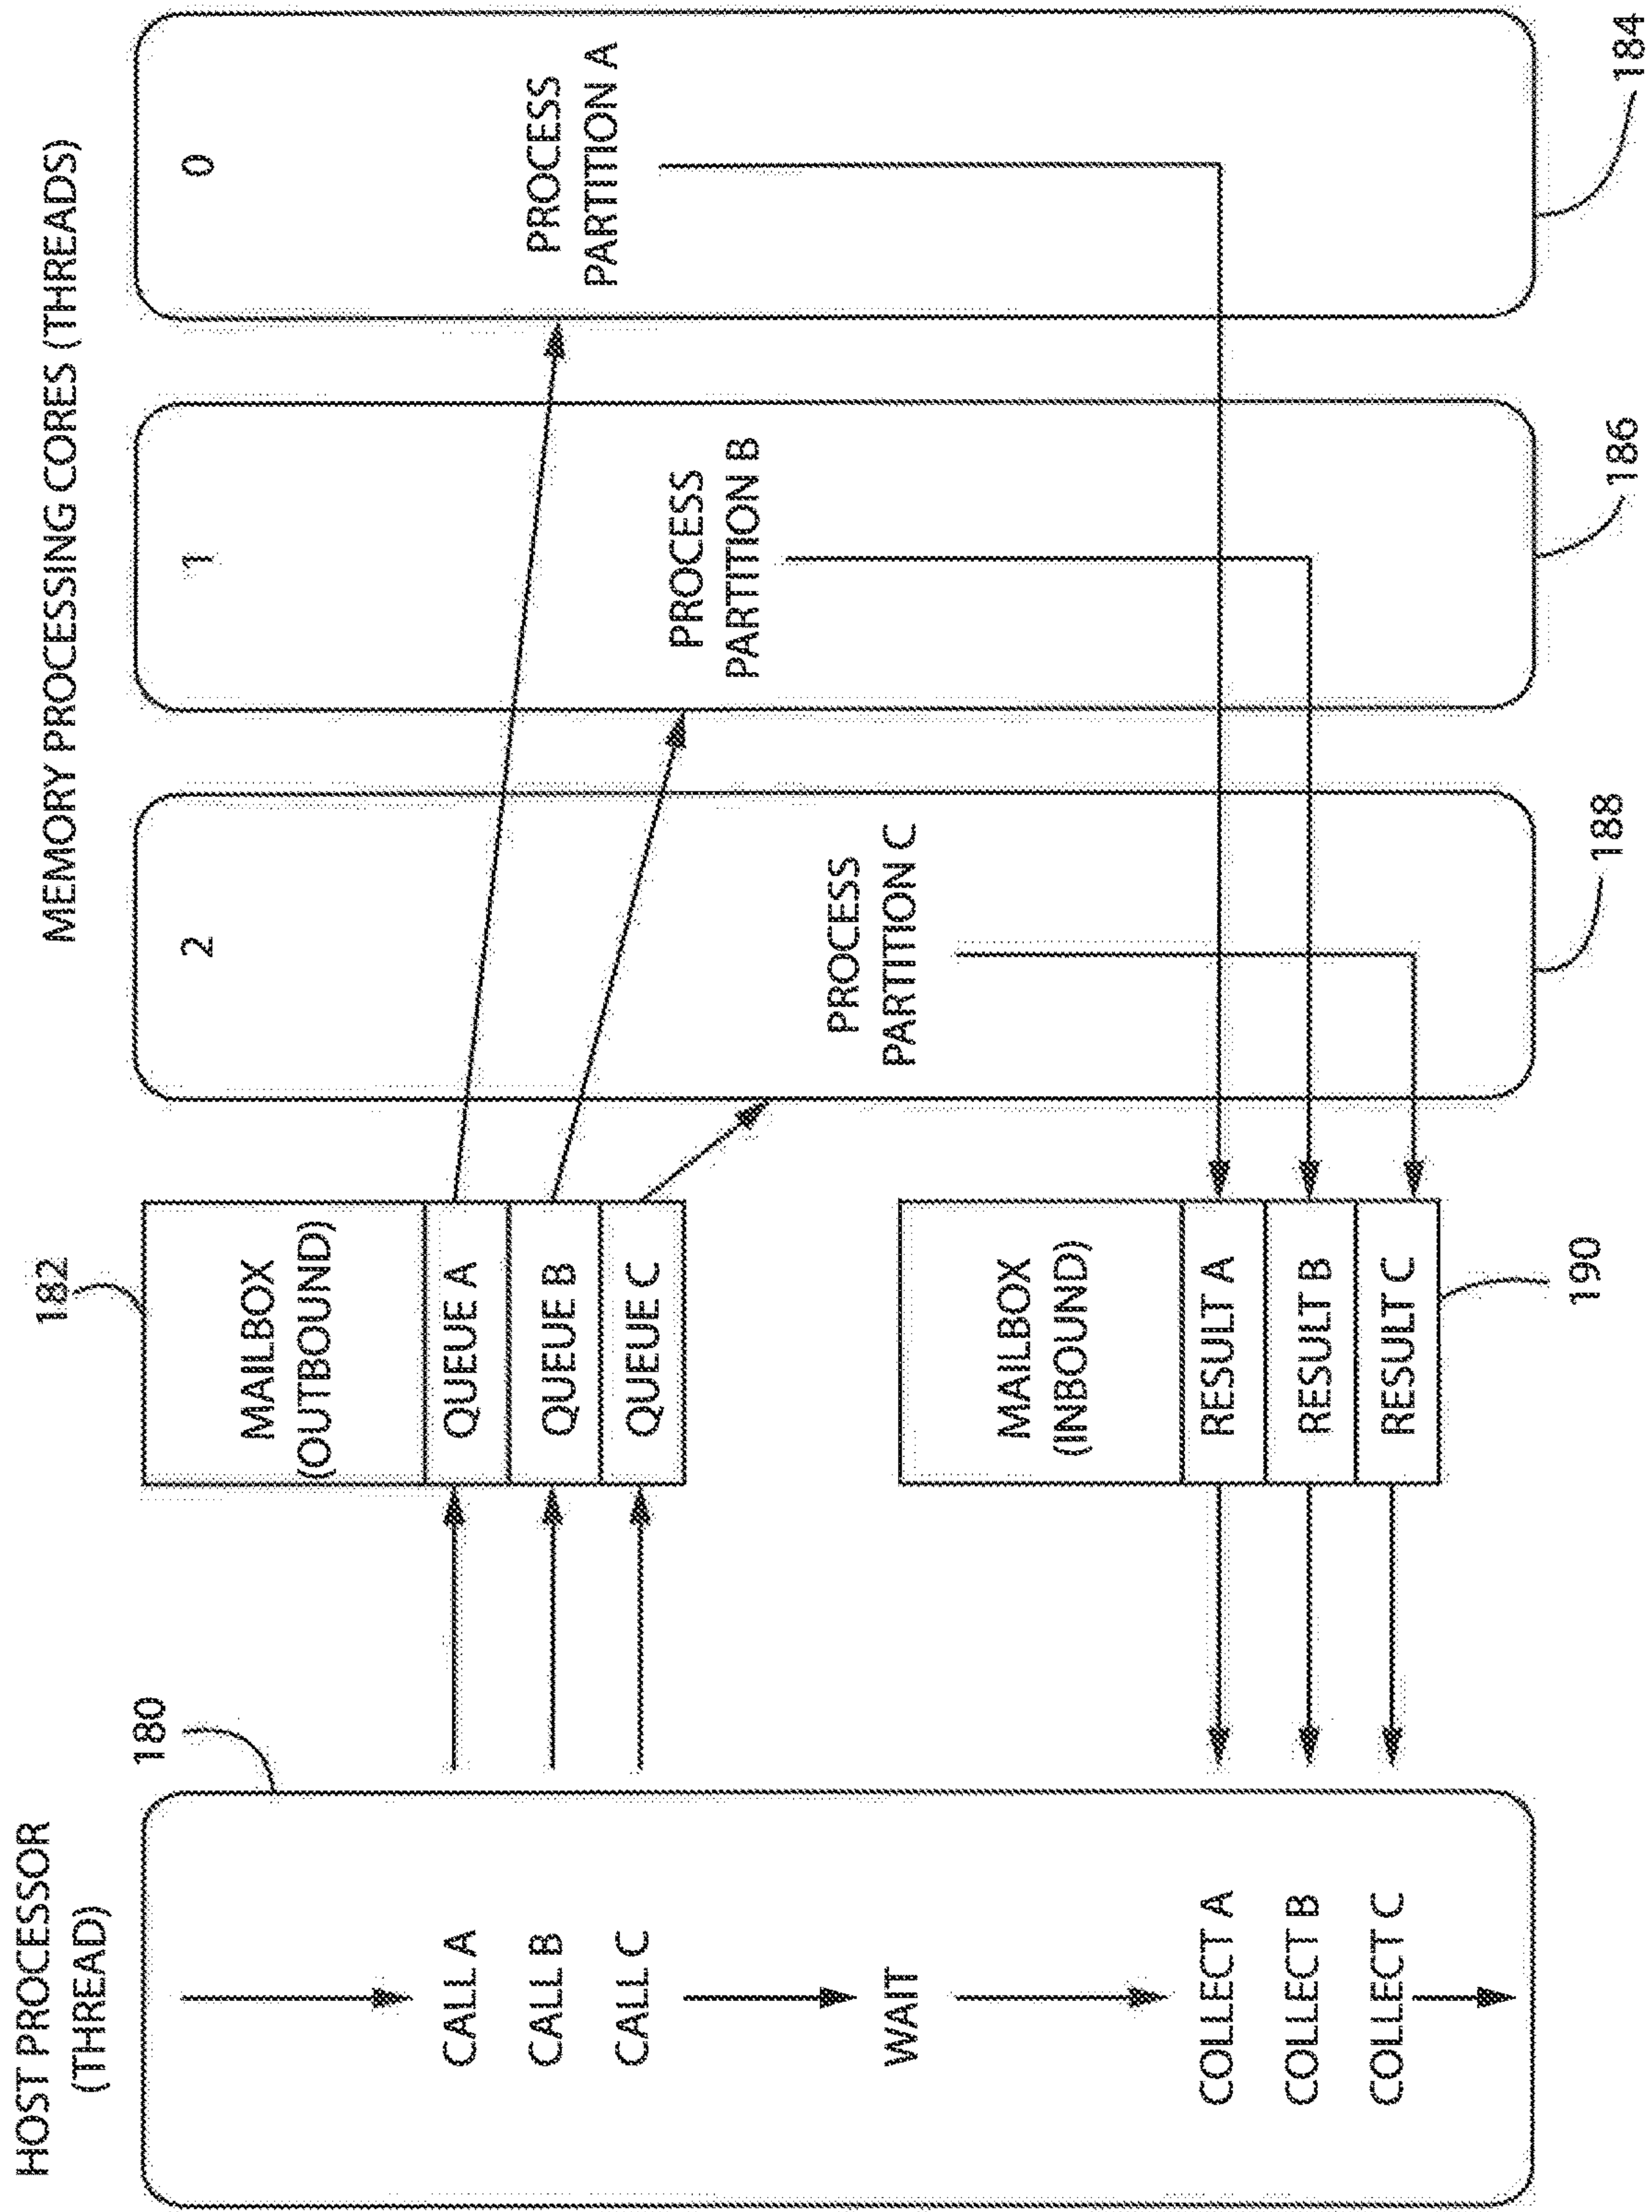 HOST PROCESSOR
(THREAD)
180
CALL A
CALL B
CALL C
WAIT
COLLECT A
COLLECT B
COLLECT C
182
MAILBOX
(OUTBOUND)
QUEUE A
QUEUE B
QUEUE C
MAILBOX
(INBOUND)
RESULT A
RESULT B
RESULT C
190
MEMORY PROCESSING CORES (THREADS)
2
PROCESS
PARTITION C
188
1
PROCESS
PARTITION B
186
0
PROCESS
PARTITION A
184